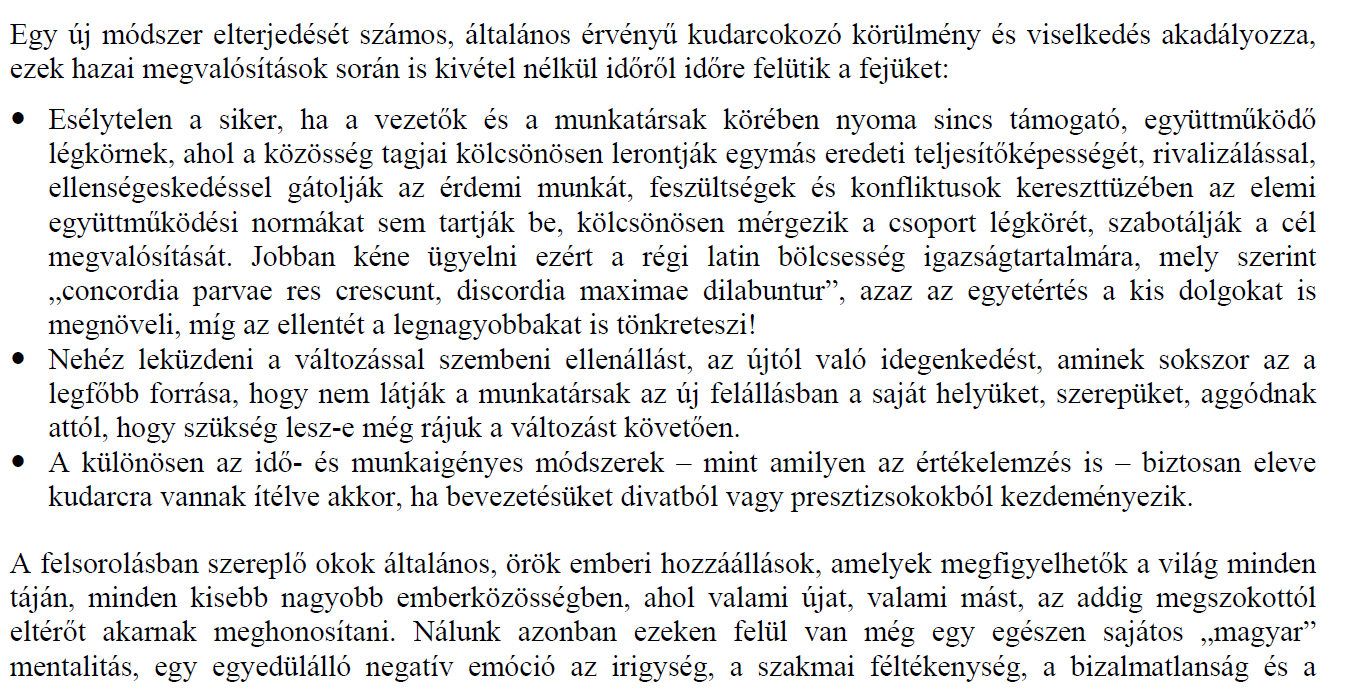 Egy új módszer elterjedését számos, általános érvényű kudarcokozó körülmény és viselkedés akadályozza,
ezek hazai megvalósítások során is kivétel nélkül időről időre felütik a fejüket:
• Esélytelen a siker, ha a vezetők és a munkatársak körében nyoma sincs támogató, együttműködő
légkörnek, ahol a közösség tagjai kölcsönösen lerontják egymás eredeti teljesítőképességét, rivalizálással,
ellenségeskedéssel gátolják az érdemi munkát, feszültségek és konfliktusok kereszttüzében az elemi
együttműködési normákat sem tartják be, kölcsönösen mérgezik a csoport légkörét, szabotálják a cél
megvalósítását. Jobban kéne ügyelni ezért a régi latin bölcsesség igazságtartalmára, mely szerint
„concordia parvae res crescunt, discordia maximae dilabuntur”, azaz az egyetértés a kis dolgokat is
megnöveli, míg az ellentét a legnagyobbakat is tönkreteszi!
• Nehéz leküzdeni a változással szembeni ellenállást, az újtól való idegenkedést, aminek sokszor az a
legfőbb forrása, hogy nem látják a munkatársak az új felállásban a saját helyüket, szerepüket, aggódnak
attól, hogy szükség lesz-e még rájuk a változást követően.
• A különösen az idő- és munkaigényes módszerek – mint amilyen az értékelemzés is – biztosan eleve
kudarcra vannak ítélve akkor, ha bevezetésüket divatból vagy presztizsokokból kezdeményezik.
A felsorolásban szereplő okok általános, örök emberi hozzáállások, amelyek megfigyelhetők a világ minden
táján, minden kisebb nagyobb emberközösségben, ahol valami újat, valami mást, az addig megszokottól
eltérőt akarnak meghonosítani. Nálunk azonban ezeken felül van még egy egészen sajátos „magyar”
mentalitás, egy egyedülálló negatív emóció az irigység, a szakmai féltékenység, a bizalmatlanság és a